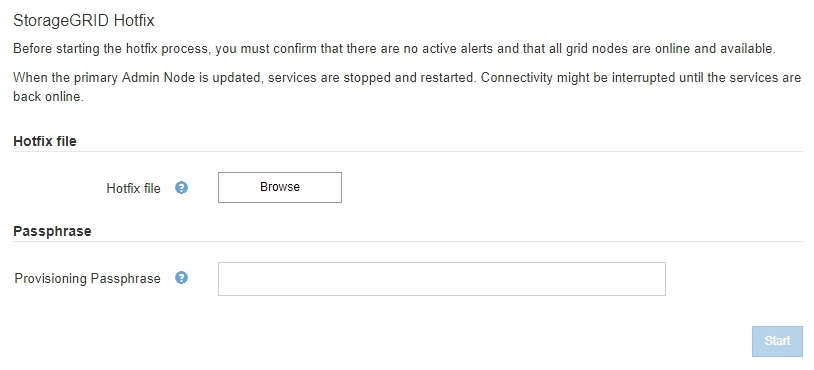 StorageGRID Hotfix
Before starting the hotfix process, you must confirm that there are no active alerts and that all grid nodes are online and available.
When the primary Admin Node is updated, services are stopped and restarted. Connectivity might be interrupted until the services are
back online.
Hotfix file
Hotfix file ? Browse
Passphrase
Provisioning Passphrase ?
Start